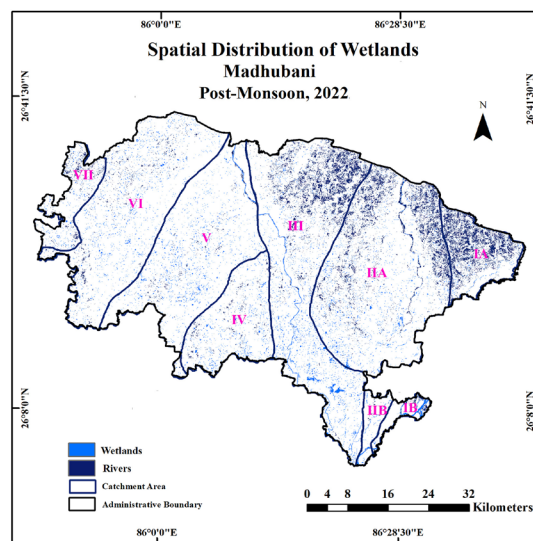 86°0'0"E 86°28'30"E
Spatial Distribution of Wetlands
Madhubani
Post-Monsoon, 2022
26°41'30"N 26°41'30"N
N
VII
VI
III
V
IA
IIA
IV
26°8'0"N 26°8'0"N
IIB IB
Wetlands
Rivers
Catchment Area
Administrative Boundary
0 4 8 16 24 32
Kilometers
86°0'0"E 86°28'30"E